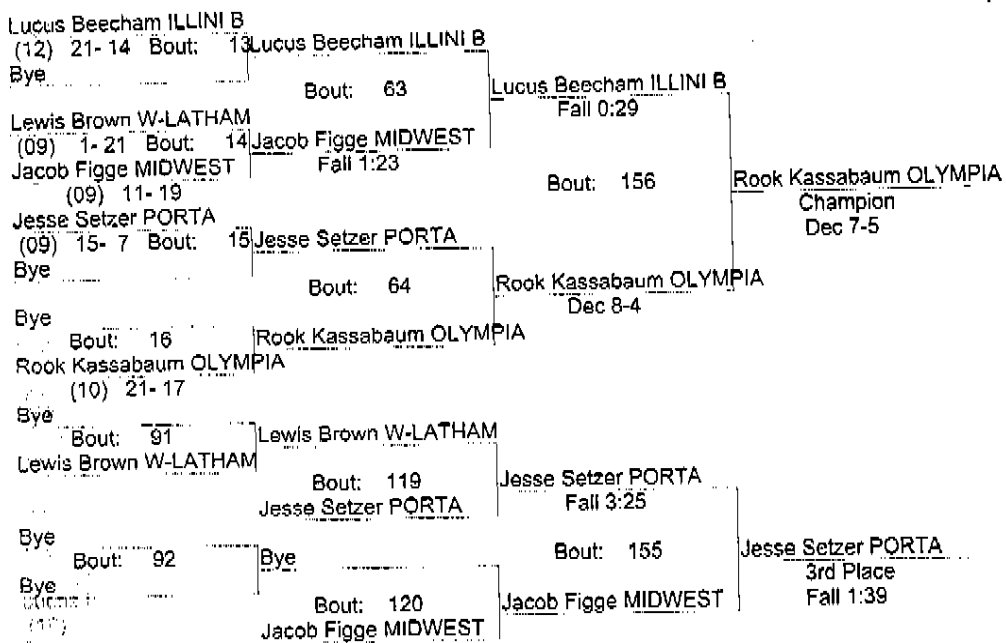 Lucus Beecham ILLINI B
(12) 21- 14 Bout: 13
Bye
Lucus Beecham ILLINI B
Bout: 63
Lucus Beecham ILLINI B
Fall 0:29
Lewis Brown W-LATHAM
(09) 1- 21 Bout: 14
Jacob Figge MIDWEST
(09) 11- 19
Jacob Figge MIDWEST
Fall 1:23
Bout: 156
Rook Kassabaum OLYMPIA
Champion
Dec 7-5
Jesse Setzer PORTA
(09) 15- 7 Bout: 15
Bye
Jesse Setzer PORTA
Bout: 64
Rook Kassabaum OLYMPIA
Dec 8-4
Bye
Bout: 16
Rook Kassabaum OLYMPIA
(10) 21- 17
Rook Kassabaum OLYMPIA
Bye
Bout: 91
Lewis Brown W-LATHAM
Lewis Brown W-LATHAM
Bout: 119
Jesse Setzer PORTA
Jesse Setzer PORTA
Fall 3:25
Bye
Bout: 92
Bye
Bye
Bout: 120
Jacob Figge MIDWEST
Bout: 155
Jacob Figge MIDWEST
Jesse Setzer PORTA
3rd Place
Fall 1:39